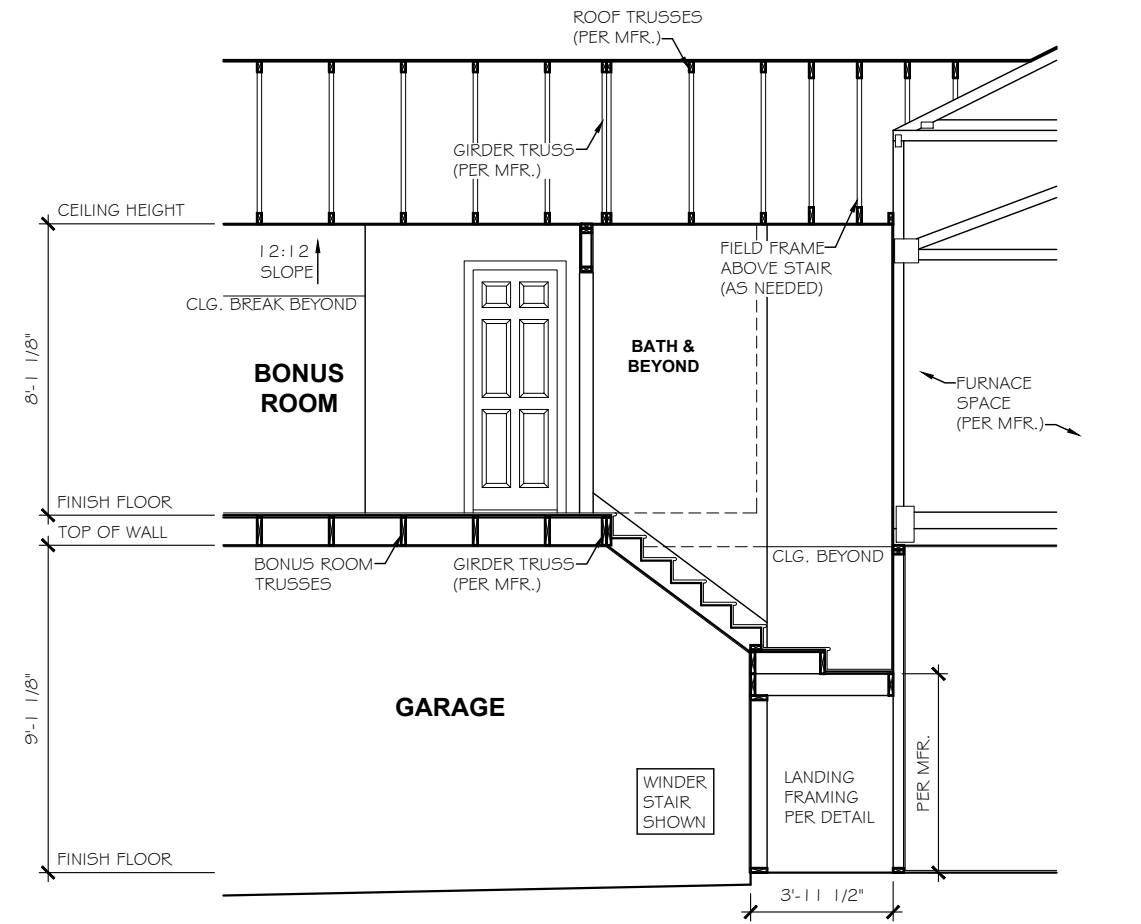 ROOF TRUSSES
(PER MFR.)
GIRDER TRUSS
(PER MFR.)
CEILING HEIGHT
12:12
SLOPE
CLG. BREAK BEYOND
FIELD FRAME
ABOVE STAIR
(AS NEEDED)
8'-1 1/8"
BONUS
ROOM
BATH &
BEYOND
FURNACE
SPACE
(PER MFR.)
FINISH FLOOR
TOP OF WALL
BONUS ROOM
TRUSSES
GIRDER TRUSS
(PER MFR.)
CLG. BEYOND
9'-1 1/8"
GARAGE
WINDER
STAIR
SHOWN
LANDING
FRAMING
PER DETAIL
PER MFR.
FINISH FLOOR
3'-11 1/2"